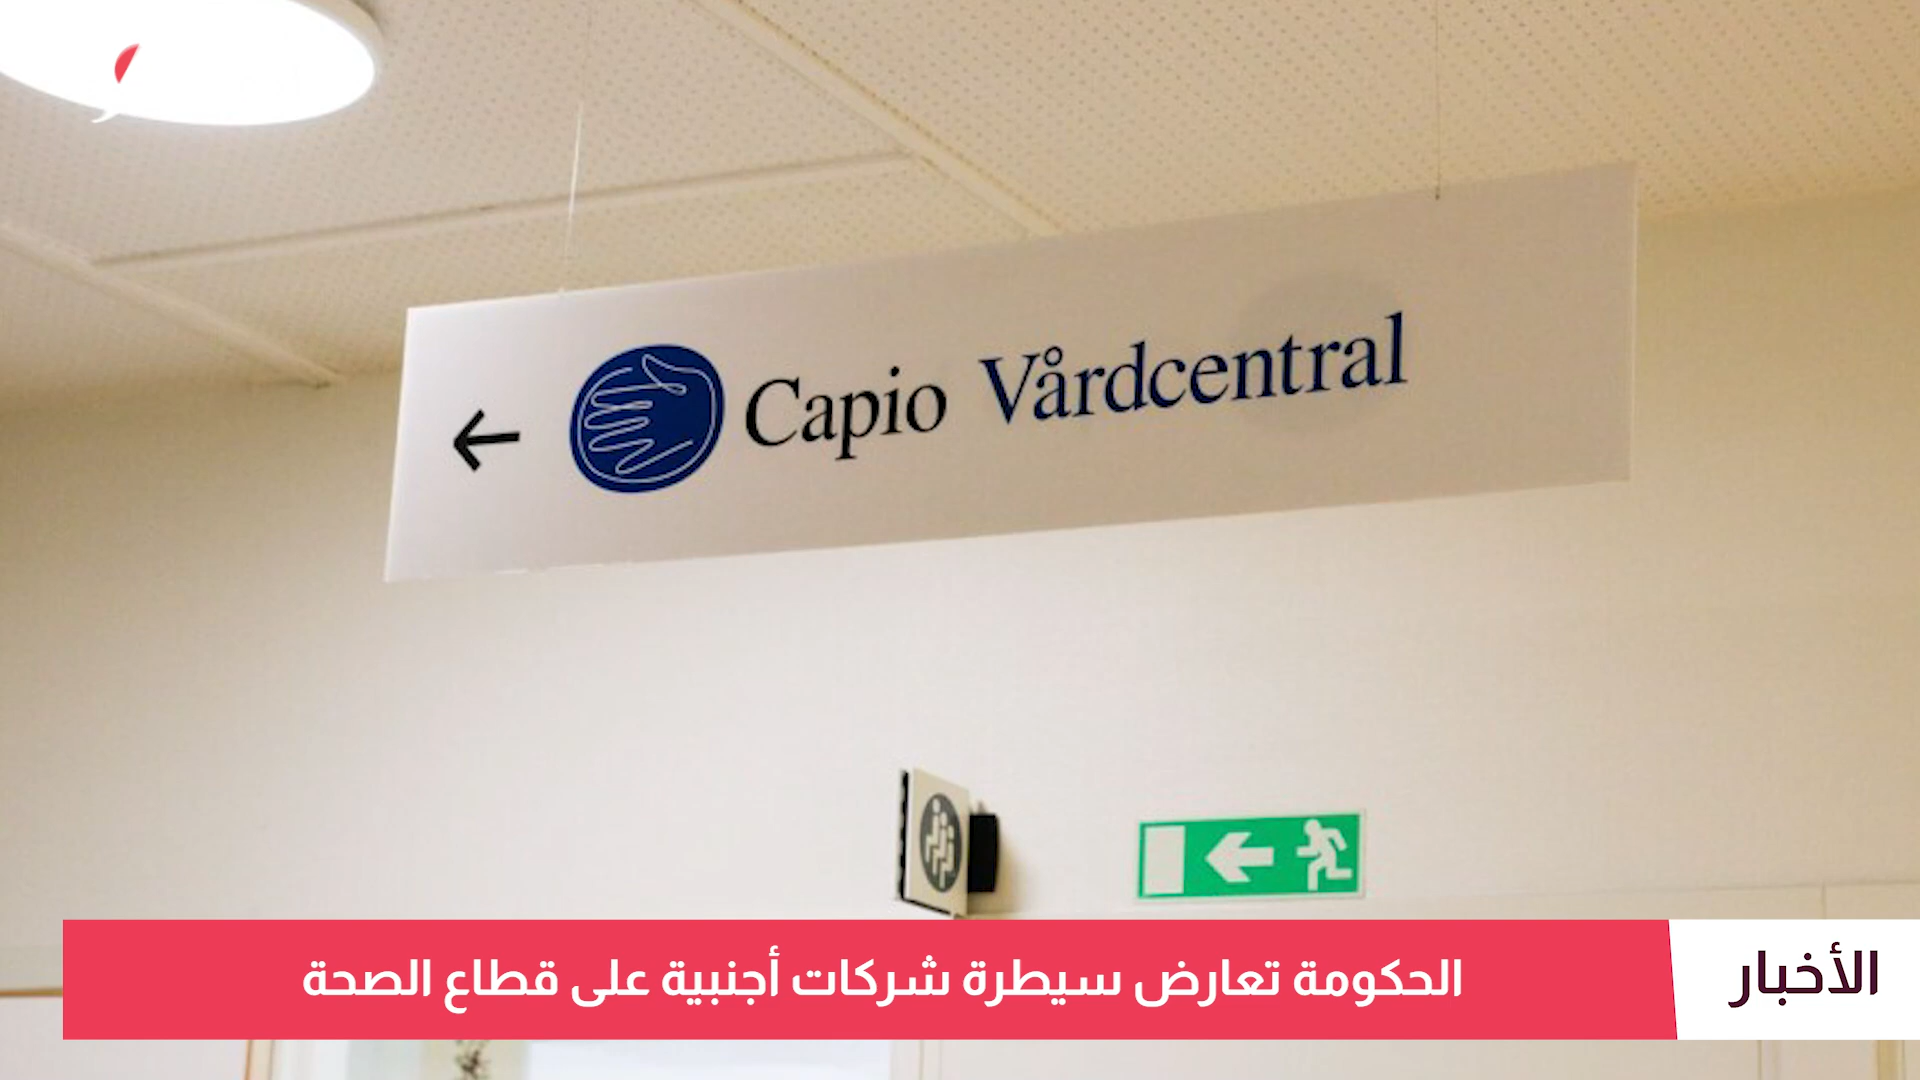 Capio Vårdcentral
الأخبار
الحكومة تعارض سيطرة شركات أجنبية على قطاع الصحة